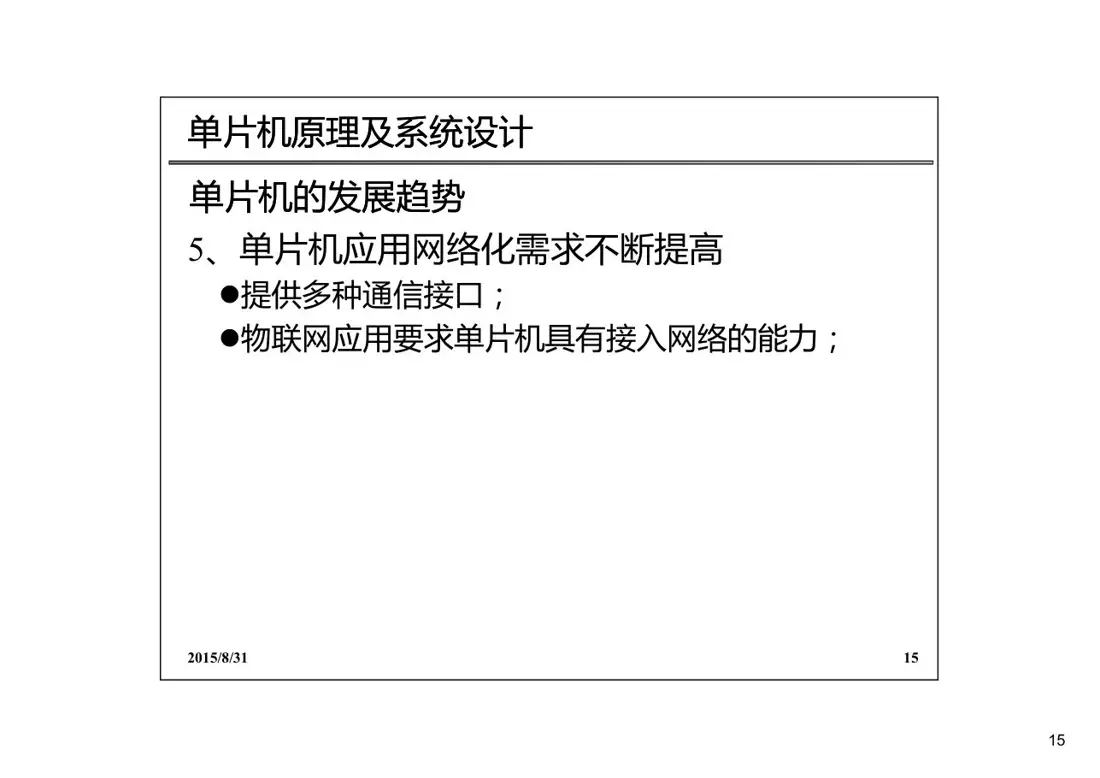 单片机原理及系统设计
单片机的发展趋势
5、单片机应用网络化需求不断提高
●提供多种通信接口；
●物联网应用要求单片机具有接入网络的能力；
2015/8/31
15
15